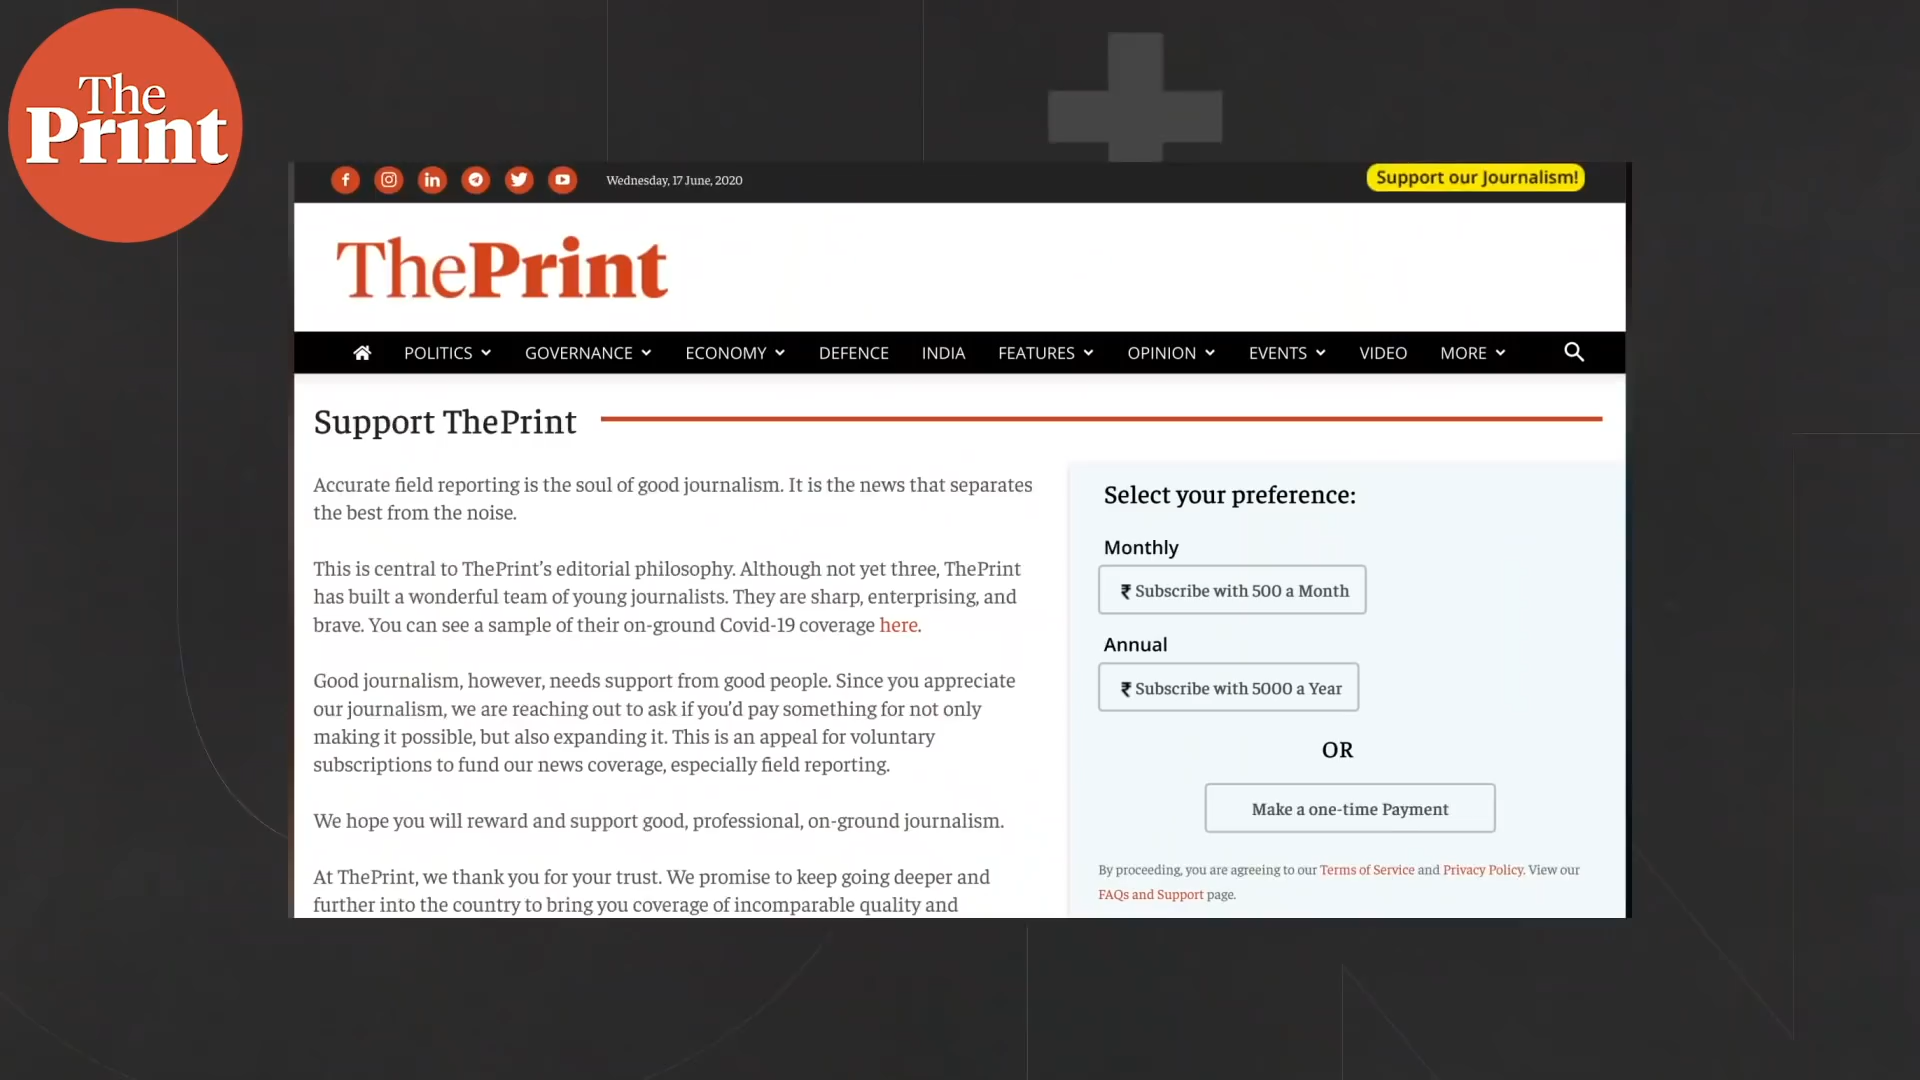 The
Print
Wednesday, 17 June, 2020
Support our Journalism!
ThePrint
POLITICS GOVERNANCE ECONOMY DEFENCE INDIA FEATURES OPINION EVENTS VIDEO MORE
Support ThePrint
Accurate field reporting is the soul of good journalism. It is the news that separates
the best from the noise.
This is central to ThePrint’s editorial philosophy. Although not yet three, ThePrint
has built a wonderful team of young journalists. They are sharp, enterprising, and
brave. You can see a sample of their on-ground Covid-19 coverage here.
Good journalism, however, needs support from good people. Since you appreciate
our journalism, we are reaching out to ask if you’d pay something for not only
making it possible, but also expanding it. This is an appeal for voluntary
subscriptions to fund our news coverage, especially field reporting.
We hope you will reward and support good, professional, on-ground journalism.
At ThePrint, we thank you for your trust. We promise to keep going deeper and
further into the country to bring you coverage of incomparable quality and
Select your preference:
Monthly
₹ Subscribe with 500 a Month
Annual
₹ Subscribe with 5000 a Year
OR
Make a one-time Payment
By proceeding, you are agreeing to our Terms of Service and Privacy Policy. View our
FAQs and Support page.